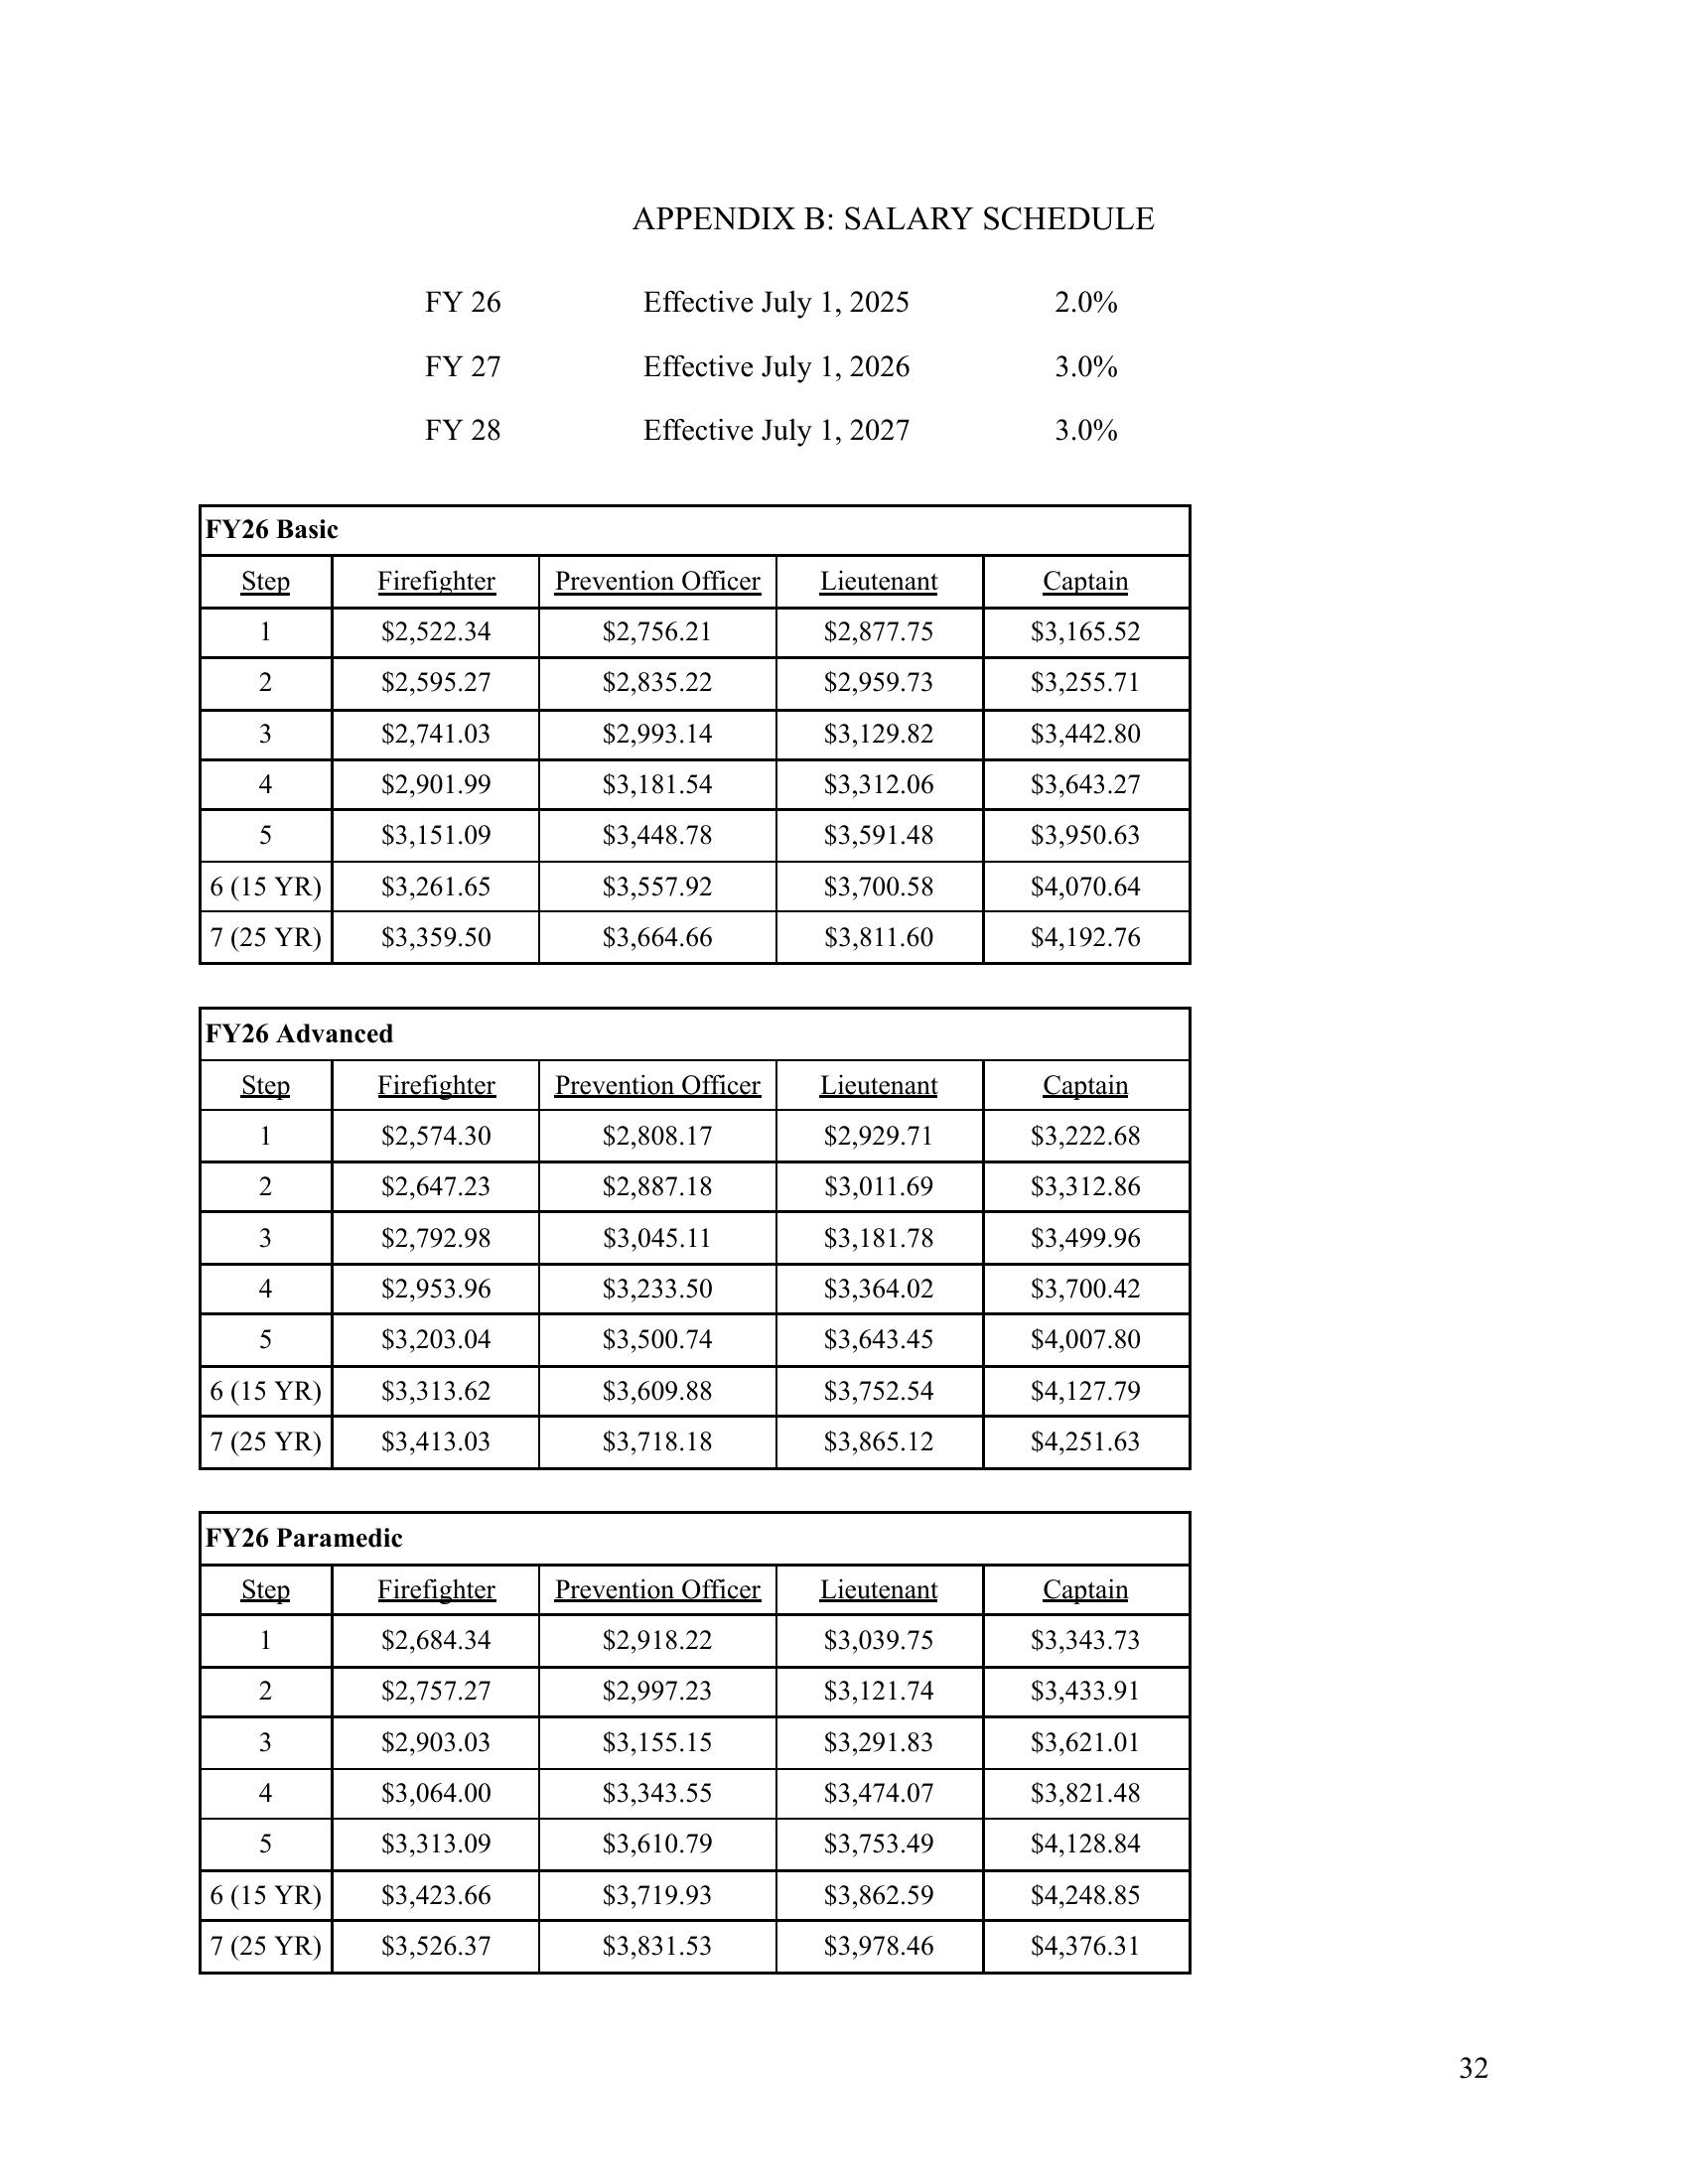 APPENDIX B: SALARY SCHEDULE
FY 26 Effective July 1, 2025 2.0%
FY 27 Effective July 1, 2026 3.0%
FY 28 Effective July 1, 2027 3.0%
FY26 Basic
Step Firefighter Prevention Officer Lieutenant Captain
1 $2,522.34 $2,756.21 $2,877.75 $3,165.52
2 $2,595.27 $2,835.22 $2,959.73 $3,255.71
3 $2,741.03 $2,993.14 $3,129.82 $3,442.80
4 $2,901.99 $3,181.54 $3,312.06 $3,643.27
5 $3,151.09 $3,448.78 $3,591.48 $3,950.63
6 (15 YR) $3,261.65 $3,557.92 $3,700.58 $4,070.64
7 (25 YR) $3,359.50 $3,664.66 $3,811.60 $4,192.76
FY26 Advanced
Step Firefighter Prevention Officer Lieutenant Captain
1 $2,574.30 $2,808.17 $2,929.71 $3,222.68
2 $2,647.23 $2,887.18 $3,011.69 $3,312.86
3 $2,792.98 $3,045.11 $3,181.78 $3,499.96
4 $2,953.96 $3,233.50 $3,364.02 $3,700.42
5 $3,203.04 $3,500.74 $3,643.45 $4,007.80
6 (15 YR) $3,313.62 $3,609.88 $3,752.54 $4,127.79
7 (25 YR) $3,413.03 $3,718.18 $3,865.12 $4,251.63
FY26 Paramedic
Step Firefighter Prevention Officer Lieutenant Captain
1 $2,684.34 $2,918.22 $3,039.75 $3,343.73
2 $2,757.27 $2,997.23 $3,121.74 $3,433.91
3 $2,903.03 $3,155.15 $3,291.83 $3,621.01
4 $3,064.00 $3,343.55 $3,474.07 $3,821.48
5 $3,313.09 $3,610.79 $3,753.49 $4,128.84
6 (15 YR) $3,423.66 $3,719.93 $3,862.59 $4,248.85
7 (25 YR) $3,526.37 $3,831.53 $3,978.46 $4,376.31
32